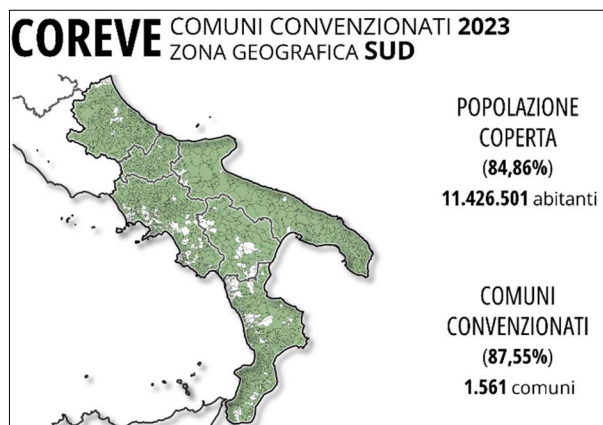 COREVE COMUNI CONVENZIONATI 2023
ZONA GEOGRAFICA SUD
POPOLAZIONE
COPERTA
(84,86%)
11.426.501 abitanti
COMUNI
CONVENZIONATI
(87,55%)
1.561 comuni